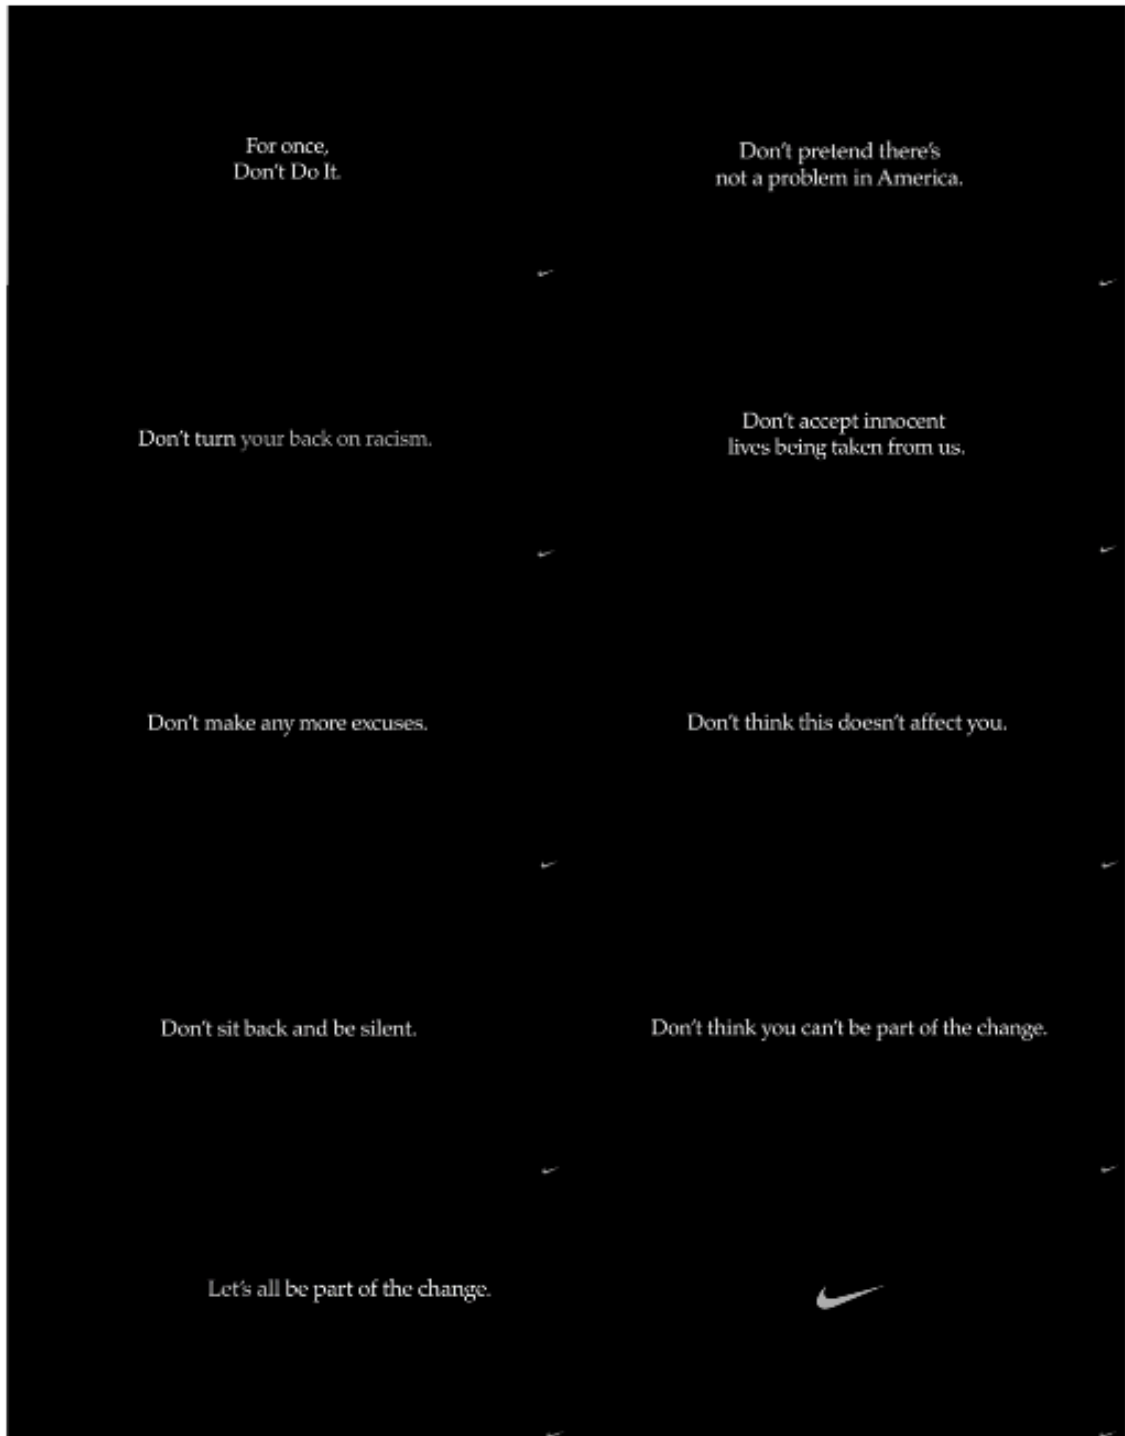 For once,
Don't Do It.
Don't pretend there's
not a problem in America.
Don't turn your back on racism.
Don't accept innocent
lives being taken from us.
Don't make any more excuses.
Don't think this doesn't affect you.
Don't sit back and be silent.
Don't think you can't be part of the change.
Let's all be part of the change.